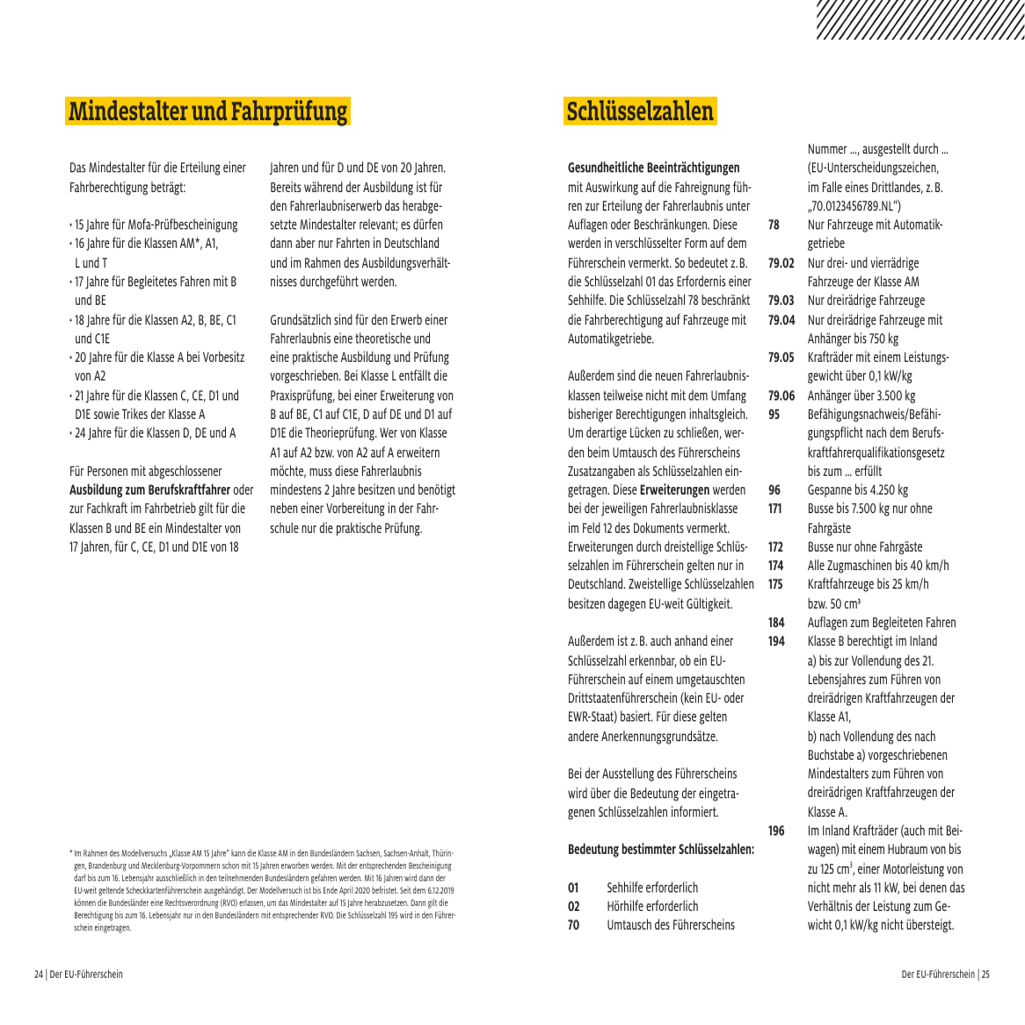 Mindestalter und Fahrprüfung
Das Mindestalter für die Erteilung einer
Fahrberechtigung beträgt:
• 15 Jahre für Mofa-Prüfbescheinigung
• 16 Jahre für die Klassen AM*, A1,
L und T
• 17 Jahre für Begleitetes Fahren mit B
und BE
• 18 Jahre für die Klassen A2, B, BE, C1
und C1E
• 20 Jahre für die Klasse A bei Vorbesitz
von A2
• 21 Jahre für die Klassen C, CE, D1 und
D1E sowie Trikes der Klasse A
• 24 Jahre für die Klassen D, DE und A
Für Personen mit abgeschlossener
Ausbildung zum Berufskraftfahrer oder
zur Fachkraft im Fahrbetrieb gilt für die
Klassen B und BE ein Mindestalter von
17 Jahren, für C, CE, D1 und D1E von 18
Jahren und für D und DE von 20 Jahren.
Bereits während der Ausbildung ist für
den Fahrerlaubniserwerb das herabge-
setzte Mindestalter relevant; es dürfen
dann aber nur Fahrten in Deutschland
und im Rahmen des Ausbildungsverhält-
nisses durchgeführt werden.
Grundsätzlich sind für den Erwerb einer
Fahrerlaubnis eine theoretische und
eine praktische Ausbildung und Prüfung
vorgeschrieben. Bei Klasse L entfällt die
Praxisprüfung, bei einer Erweiterung von
B auf BE, C1 auf C1E, D auf DE und D1 auf
D1E die Theorieprüfung. Wer von Klasse
A1 auf A2 bzw. von A2 auf A erweitern
möchte, muss diese Fahrerlaubnis
mindestens 2 Jahre besitzen und benötigt
neben einer Vorbereitung in der Fahr-
schule nur die praktische Prüfung.
* Im Rahmen des Modellversuchs „Klasse AM 15 Jahre“ kann die Klasse AM in den Bundesländern Sachsen, Sachsen-Anhalt, Thürin-
gen, Brandenburg und Mecklenburg-Vorpommern schon mit 15 Jahren erworben werden. Mit der entsprechenden Bescheinigung
darf bis zum 16. Lebensjahr ausschließlich in den teilnehmenden Bundesländern gefahren werden. Mit 16 Jahren wird dann der
EU-weit geltende Scheckkartenführerschein ausgehändigt. Der Modellversuch ist bis Ende April 2020 befristet. Seit dem 6.12.2019
können die Bundesländer eine Rechtsverordnung (RVO) erlassen, um das Mindestalter auf 15 Jahre herabzusetzen. Dann gilt die
Berechtigung bis zum 16. Lebensjahr nur in den Bundesländern mit entsprechender RVO. Die Schlüsselzahl 195 wird in den Führer-
schein eingetragen.
24 | Der EU-Führerschein
Schlüsselzahlen
Gesundheitliche Beeinträchtigungen
mit Auswirkung auf die Fahreignung füh-
ren zur Erteilung der Fahrerlaubnis unter
Auflagen oder Beschränkungen. Diese
werden in verschlüsselter Form auf dem
Führerschein vermerkt. So bedeutet z. B.
die Schlüsselzahl 01 das Erfordernis einer
Sehhilfe. Die Schlüsselzahl 78 beschränkt
die Fahrberechtigung auf Fahrzeuge mit
Automatikgetriebe.
Außerdem sind die neuen Fahrerlaubnis-
klassen teilweise nicht mit dem Umfang
bisheriger Berechtigungen inhaltsgleich.
Um derartige Lücken zu schließen, wer-
den beim Umtausch des Führerscheins
Zusatzangaben als Schlüsselzahlen ein-
getragen. Diese Erweiterungen werden
bei der jeweiligen Fahrerlaubnisklasse
im Feld 12 des Dokuments vermerkt.
Erweiterungen durch dreistellige Schlüs-
selzahlen im Führerschein gelten nur in
Deutschland. Zweistellige Schlüsselzahlen
besitzen dagegen EU-weit Gültigkeit.
Außerdem ist z. B. auch anhand einer
Schlüsselzahl erkennbar, ob ein EU-
Führerschein auf einem umgetauschten
Drittstaatenführerschein (kein EU- oder
EWR-Staat) basiert. Für diese gelten
andere Anerkennungsgrundsätze.
Bei der Ausstellung des Führerscheins
wird über die Bedeutung der eingetra-
genen Schlüsselzahlen informiert.
Bedeutung bestimmter Schlüsselzahlen:
01 Sehhilfe erforderlich
02 Hörhilfe erforderlich
70 Umtausch des Führerscheins
Nummer ..., ausgestellt durch ...
(EU-Unterscheidungszeichen,
im Falle eines Drittlandes, z. B.
„70.0123456789.NL“)
78 Nur Fahrzeuge mit Automatik-
getriebe
79.02 Nur drei- und vierrädrige
Fahrzeuge der Klasse AM
79.03 Nur dreirädrige Fahrzeuge
79.04 Nur dreirädrige Fahrzeuge mit
Anhänger bis 750 kg
79.05 Krafträder mit einem Leistungs-
gewicht über 0,1 kW/kg
79.06 Anhänger über 3.500 kg
95 Befähigungsnachweis/Befähi-
gungspflicht nach dem Berufs-
kraftfahrerqualifikationsgesetz
bis zum ... erfüllt
96 Gespanne bis 4.250 kg
171 Busse bis 7.500 kg nur ohne
Fahrgäste
172 Busse nur ohne Fahrgäste
174 Alle Zugmaschinen bis 40 km/h
175 Kraftfahrzeuge bis 25 km/h
bzw. 50 cm³
184 Auflagen zum Begleiteten Fahren
194 Klasse B berechtigt im Inland
a) bis zur Vollendung des 21.
Lebensjahres zum Führen von
dreirädrigen Kraftfahrzeugen der
Klasse A1,
b) nach Vollendung des nach
Buchstabe a) vorgeschriebenen
Mindestalters zum Führen von
dreirädrigen Kraftfahrzeugen der
Klasse A.
196 Im Inland Krafträder (auch mit Bei-
wagen) mit einem Hubraum von bis
zu 125 cm³, einer Motorleistung von
nicht mehr als 11 kW, bei denen das
Verhältnis der Leistung zum Ge-
wicht 0,1 kW/kg nicht übersteigt.
Der EU-Führerschein | 25